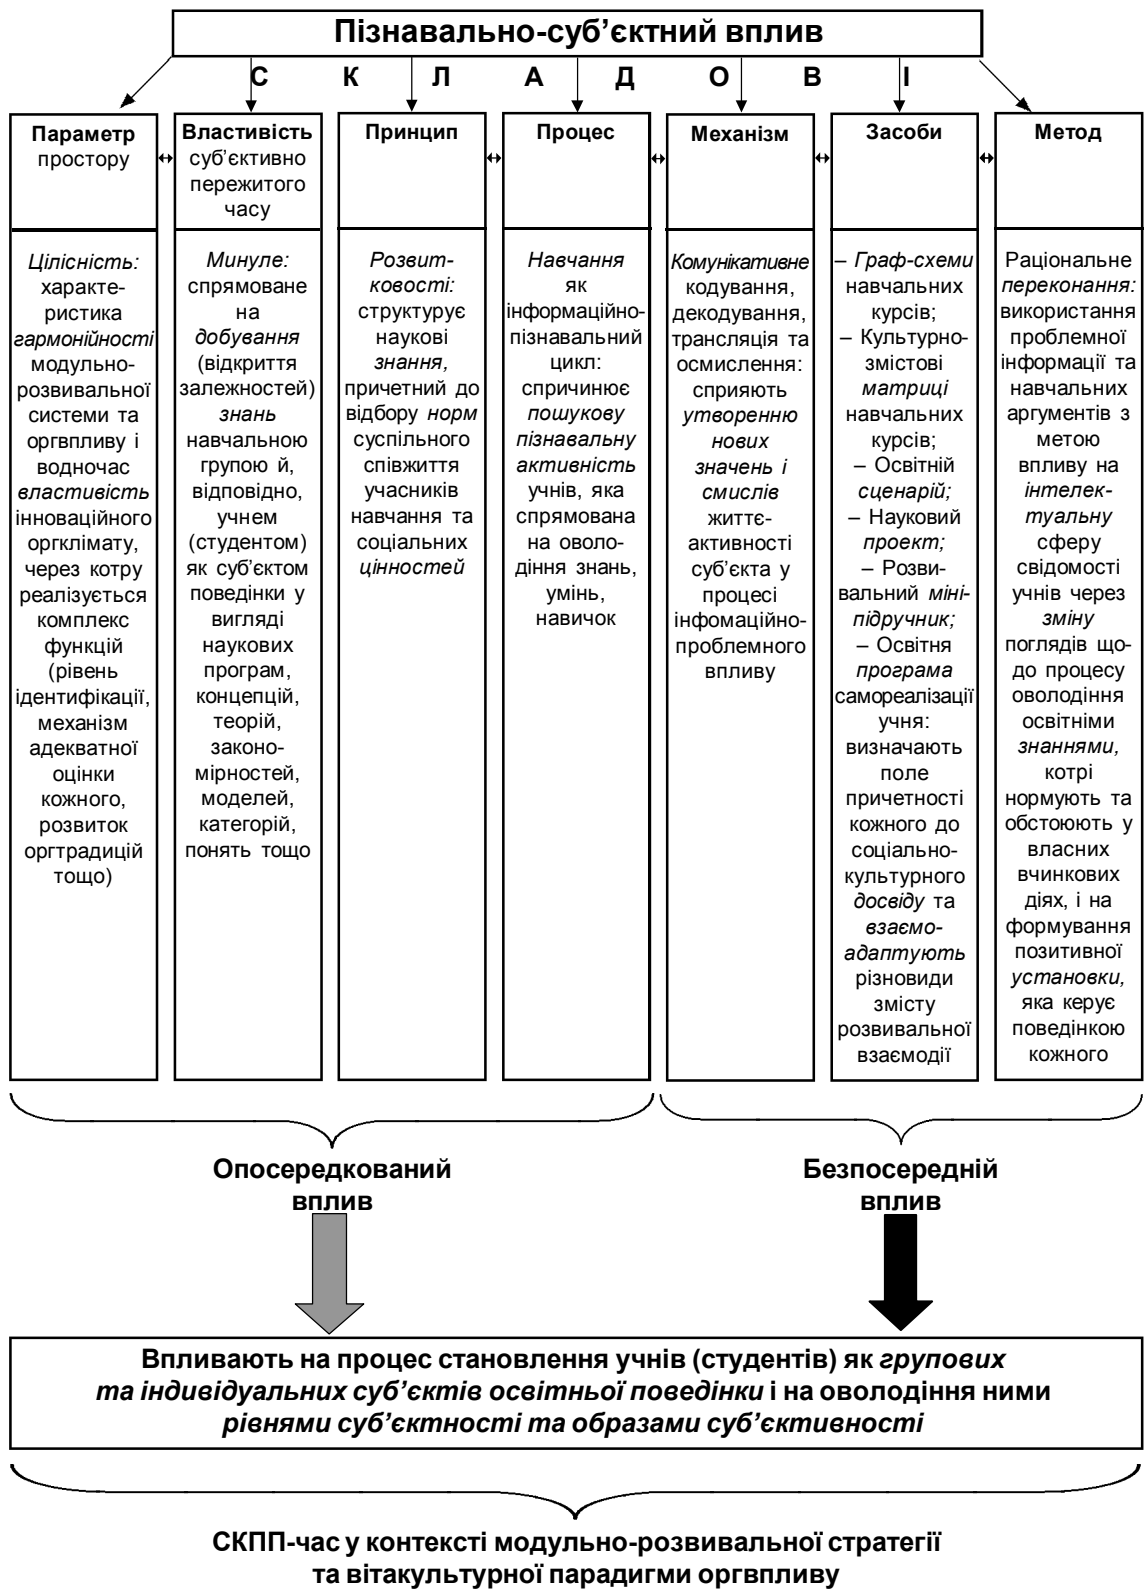 Пізнавально-суб’єктний вплив
С К Л А Д О В І
Параметр
простору
Властивість
суб’єктивно
пережитого
часу
Принцип
Процес
Механізм
Засоби
Метод
Цілісність:
характе-
ристика
гармонійності
модульно-
розвивальної
системи та
оргвпливу і
водночас
властивість
інноваційного
оргклімату,
через котру
реалізується
комплекс
функцій
(рівень
ідентифікації,
механізм
адекватної
оцінки
кожного,
розвиток
оргтрадицій
тощо)
Минуле:
спрямоване
на
добування
(відкриття
залежностей)
знань
навчальною
групою й,
відповідно,
учнем
(студентом)
як суб’єктом
поведінки у
вигляді
наукових
програм,
концепцій,
теорій,
законо-
мірностей,
моделей,
категорій,
понять тощо
Розвит-
ковості:
структурує
наукові
знання,
причетний до
відбору норм
суспільного
співжиття
учасників
навчання та
соціальних
цінностей
Навчання
як
інформаційно-
пізнавальний
цикл:
спричинює
пошукову
пізнавальну
активність
учнів, яка
спрямована
на оволо-
діння знань,
умінь,
навичок
Комунікативне
кодування,
декодування,
трансляція та
осмислення:
сприяють
утворенню
нових
значень і
смислів
життє-
активності
суб’єкта у
процесі
інфомаційно-
проблемного
впливу
– Граф-схеми
навчальних
курсів;
– Культурно-
змістові
матриці
навчальних
курсів;
– Освітній
сценарій;
– Науковий
проект;
– Розви-
вальний міні-
підручник;
– Освітня
програма
самореалізації
учня:
визначають
поле
причетності
кожного до
соціально-
культурного
досвіду та
взаємо-
адаптують
різновиди
змісту
розвивальної
взаємодії
Раціональне
переконання:
використання
проблемної
інформації та
навчальних
аргументів з
метою
впливу на
інтелек-
туальну
сферу
свідомості
учнів через
зміну
поглядів що-
до процесу
оволодіння
освітніми
знаннями,
котрі
нормують та
обстоюють у
власних
вчинкових
діях, і на
формування
позитивної
установки,
яка керує
поведінкою
кожного
Опосередкований
вплив
Безпосередній
вплив
Впливають на процес становлення учнів (студентів) як групових
та індивідуальних суб’єктів освітньої поведінки і на оволодіння ними
рівнями суб’єктності та образами суб’єктивності
СКПП-час у контексті модульно-розвивальної стратегії
та вітакультурної парадигми оргвпливу